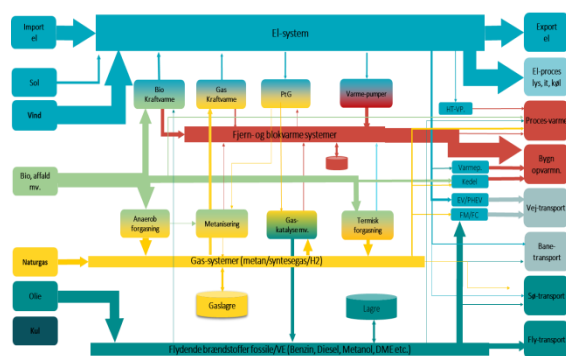 Import
el
El-system
Export
el
Sol
Vind
Bio
Kraftvarme
Gas
Kraftvarme
PtG
Varme-pumper
El-proces
lys, it, køl
HT-VP.
Proces-varme
Fjern- og blokvarme systemer
Bygn
opvarmn.
Bio, affald
mv.
Varmep.
Kedel
EV/PHEV
FM/FC
Vej-transport
Anaerob
forgasning
Metanisering
Gas-
katalyse mv.
Termisk
forgasning
Bane-
transport
Naturgas
Gas-systemer (metan/syntesegas/H2)
Olie
Gaslagre
Lagre
Sø-transport
Kul
Flydende brændstoffer fossile/VE (Benzin, Diesel, Metanol, DME etc.)
Fly-transport